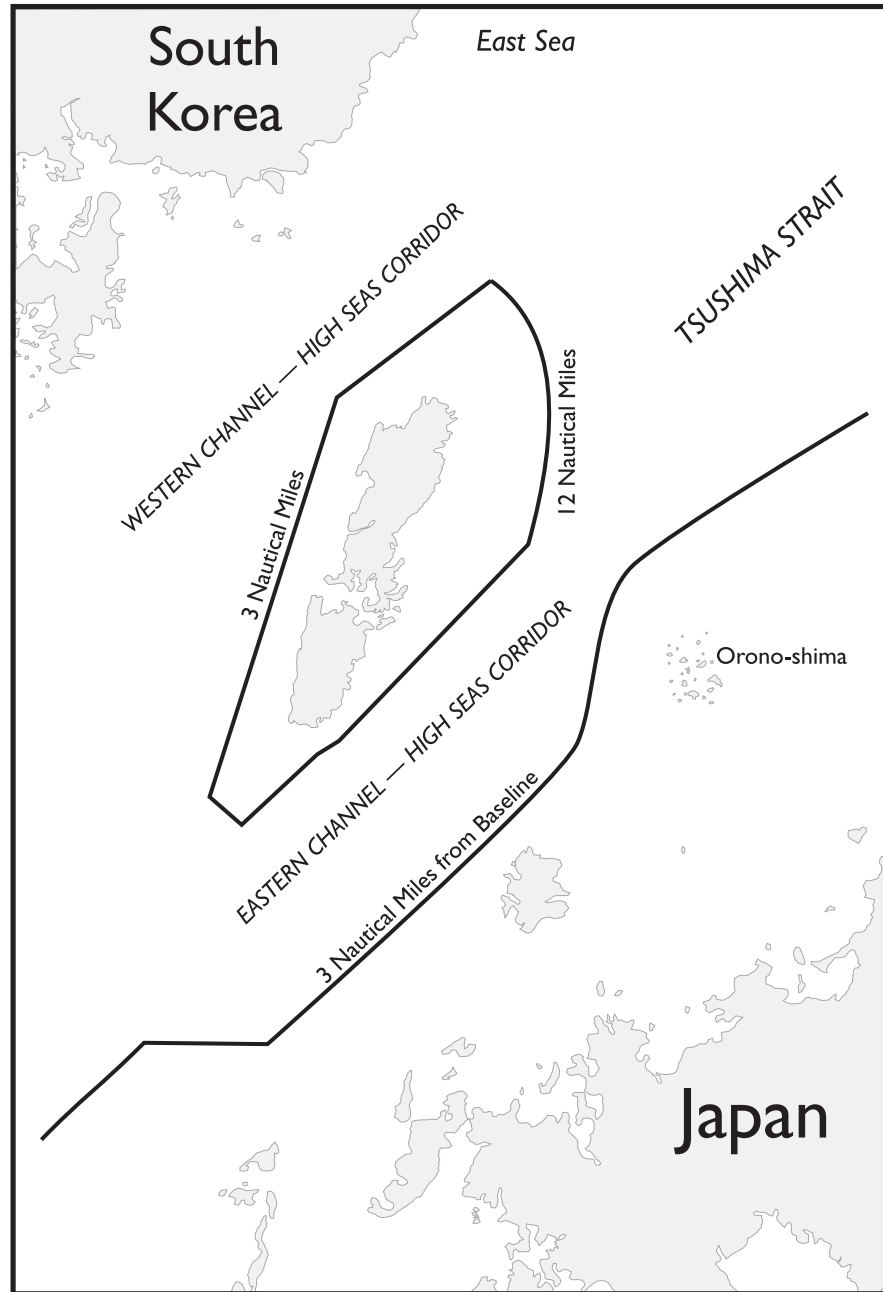 South
Korea
East Sea
TSUSHIMA STRAIT
WESTERN CHANNEL — HIGH SEAS CORRIDOR
12 Nautical Miles
3 Nautical Miles
Orono-shima
EASTERN CHANNEL — HIGH SEAS CORRIDOR
3 Nautical Miles from Baseline
Japan